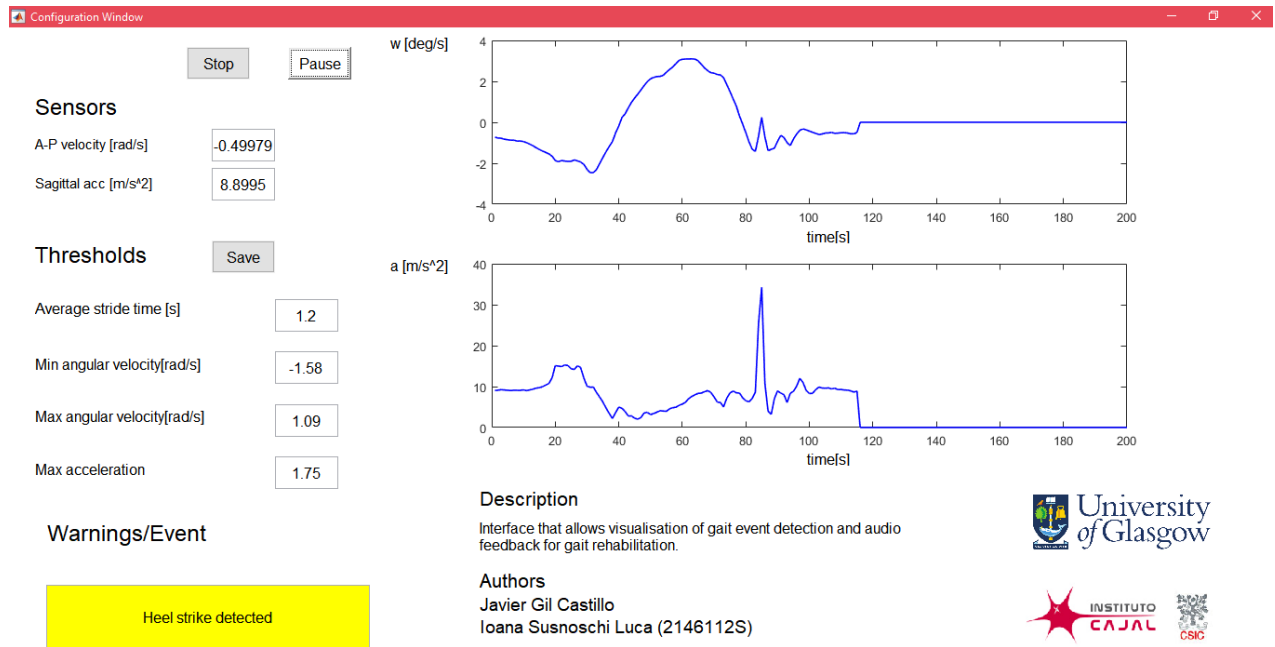 Configuration Window
Stop
Pause
Sensors
A-P velocity [rad/s]
-0.49979
Sagittal acc [m/s^2]
8.8995
Thresholds
Save
Average stride time [s]
1.2
Min angular velocity[rad/s]
-1.58
Max angular velocity[rad/s]
1.09
Max acceleration
1.75
Warnings/Event
Heel strike detected
w [deg/s]
4
2
0
-2
-4
0 20 40 60 80 100 120 140 160 180 200
time[s]
a [m/s^2]
40
30
20
10
0
0 20 40 60 80 100 120 140 160 180 200
time[s]
Description
Interface that allows visualisation of gait event detection and audio
feedback for gait rehabilitation.
Authors
Javier Gil Castillo
Ioana Susnoschi Luca (2146112S)
University
of Glasgow
INSTITUTO
CAJAL
CSIC